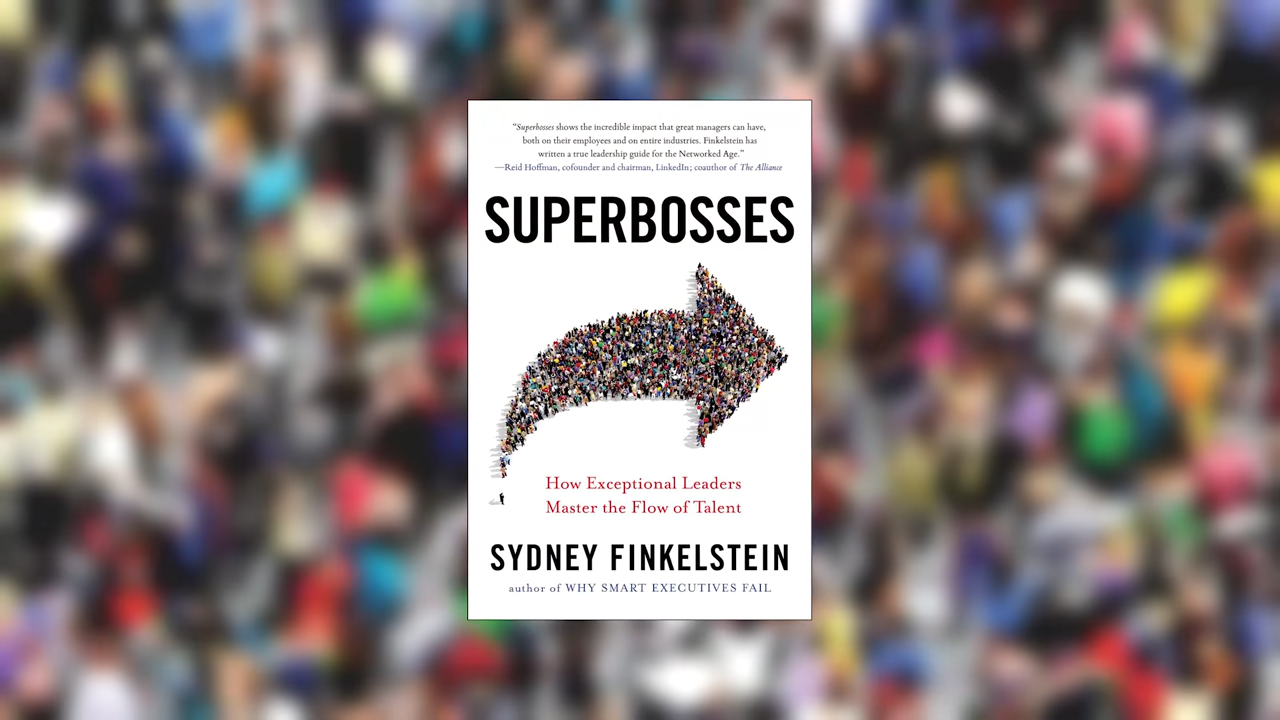 “Superbosses shows the incredible impact that great managers can have,
both on their employees and on entire industries. Finkelstein has
written a true leadership guide for the Networked Age.”
—Reid Hoffman, cofounder and chairman, LinkedIn; coauthor of The Alliance
SUPERBOSSES
How Exceptional Leaders
Master the Flow of Talent
SYDNEY FINKELSTEIN
author of WHY SMART EXECUTIVES FAIL